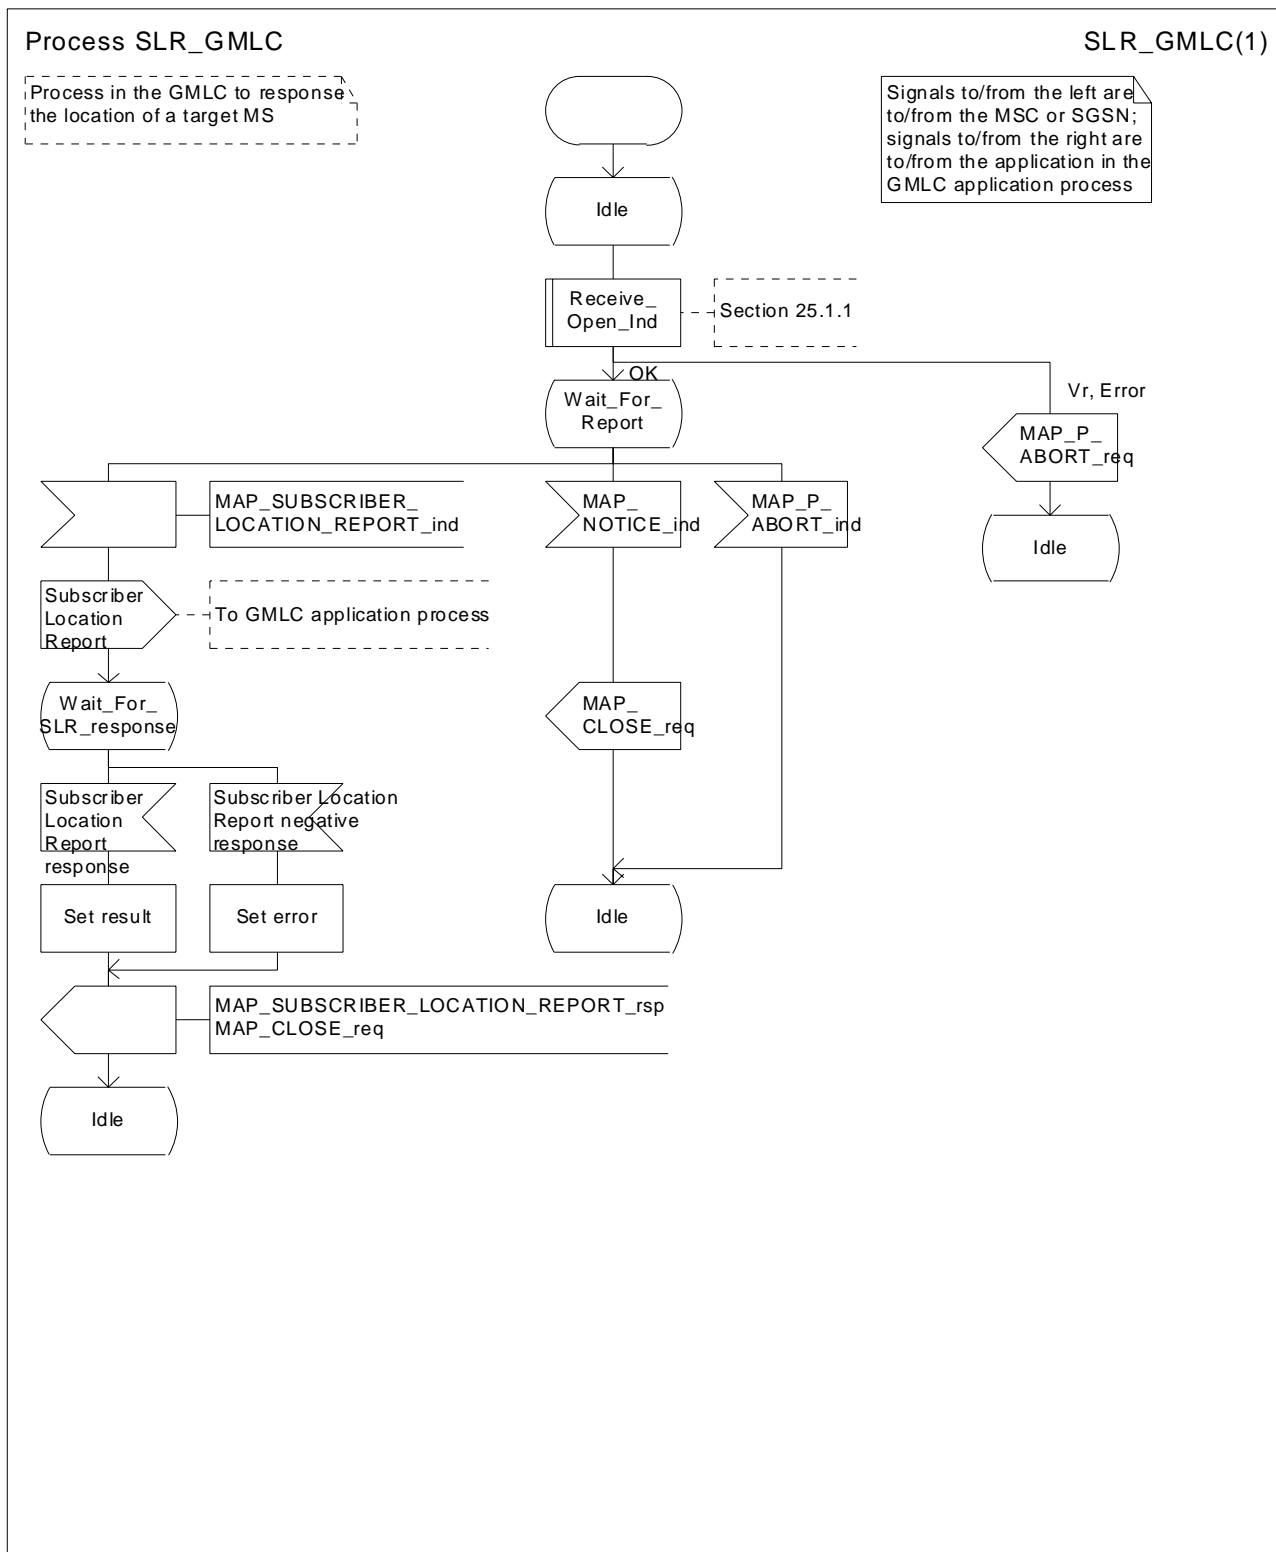 Process SLR_GMLC
SLR_GMLC(1)
Process in the GMLC to response
the location of a target MS
Signals to/from the left are
to/from the MSC or SGSN;
signals to/from the right are
to/from the application in the
GMLC application process
Idle
Receive_
Open_Ind
Section 25.1.1
OK
Vr, Error
Wait_For_
Report
MAP_P_
ABORT_req
Idle
MAP_SUBSCRIBER_
LOCATION_REPORT_ind
MAP_
NOTICE_ind
MAP_P_
ABORT_ind
Subscriber
Location
Report
To GMLC application process
Wait_For_
SLR_response
MAP_
CLOSE_req
Subscriber
Location
Report
response
Subscriber Location
Report negative
response
Set result
Set error
Idle
MAP_SUBSCRIBER_LOCATION_REPORT_rsp
MAP_CLOSE_req
Idle